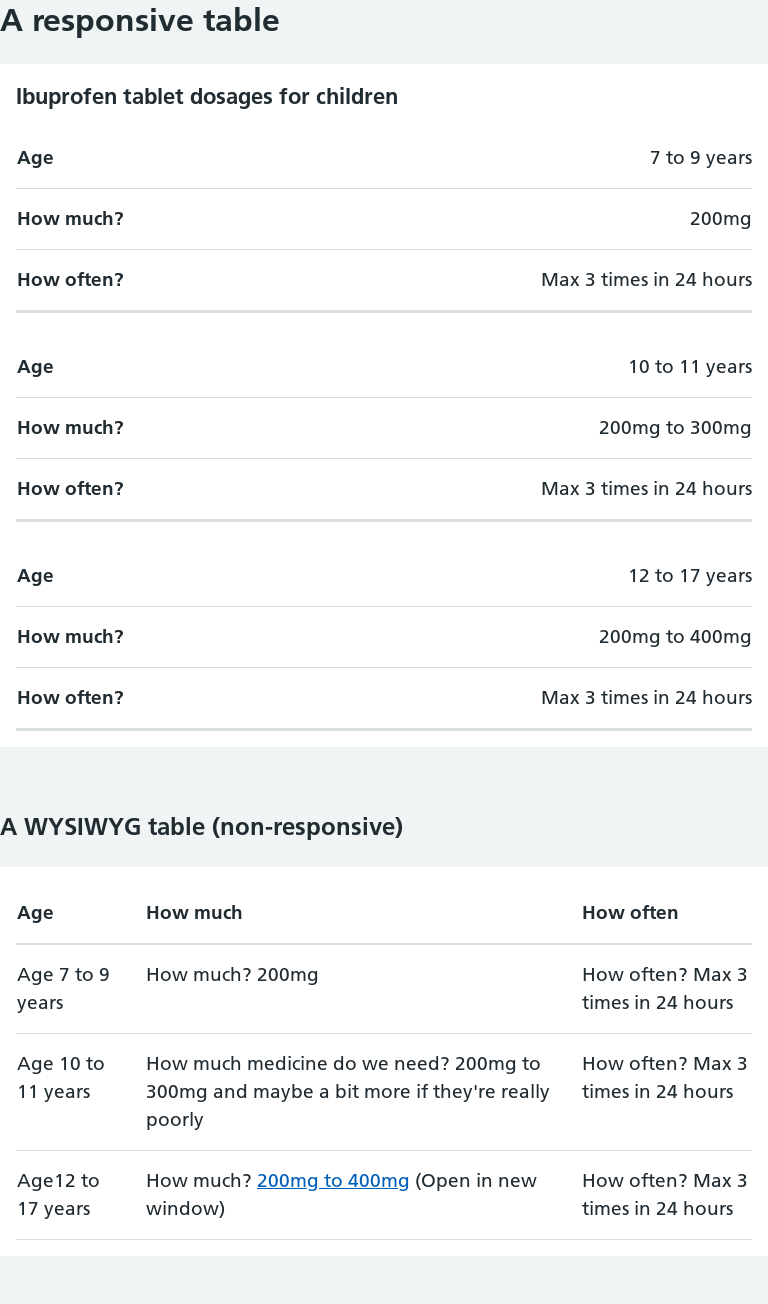 A responsive table
Ibuprofen tablet dosages for children
Age 7 to 9 years
How much? 200mg
How often? Max 3 times in 24 hours
Age 10 to 11 years
How much? 200mg to 300mg
How often? Max 3 times in 24 hours
Age 12 to 17 years
How much? 200mg to 400mg
How often? Max 3 times in 24 hours
A WYSIWYG table (non-responsive)
Age How much How often
Age 7 to 9
years
How much? 200mg
How often? Max 3
times in 24 hours
Age 10 to
11 years
How much medicine do we need? 200mg to
300mg and maybe a bit more if they're really
poorly
How often? Max 3
times in 24 hours
Age12 to
17 years
How much? 200mg to 400mg (Open in new
window)
How often? Max 3
times in 24 hours